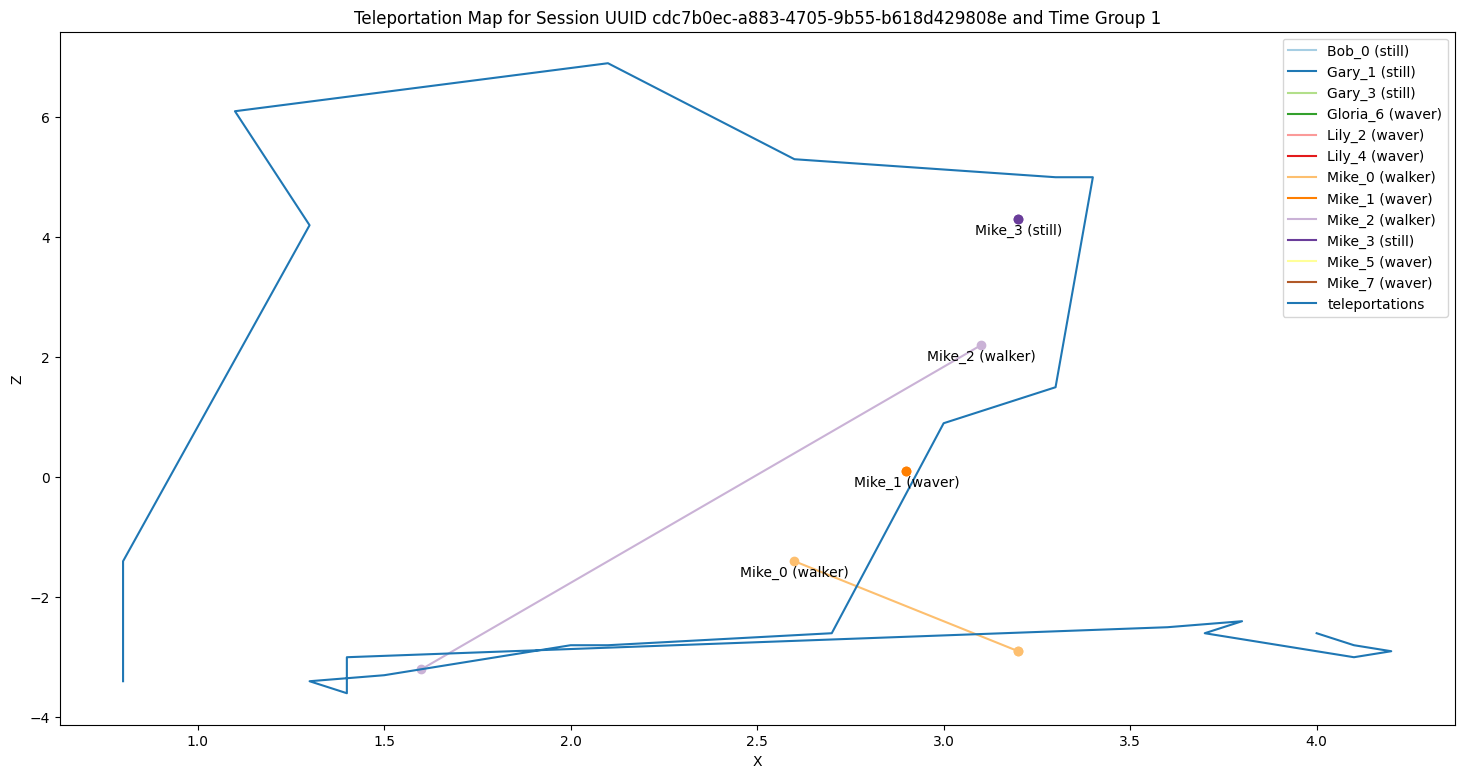 Teleportation Map for Session UUID cdc7b0ec-a883-4705-9b55-b618d429808e and Time Group 1
Bob_0 (still)
Gary_1 (still)
Gary_3 (still)
Gloria_6 (waver)
Lily_2 (waver)
Lily_4 (waver)
Mike_0 (walker)
Mike_1 (waver)
Mike_2 (walker)
Mike_3 (still)
Mike_5 (waver)
Mike_7 (waver)
teleportations
6
4
2
0
−2
−4
Z
Mike_3 (still)
Mike_2 (walker)
Mike_1 (waver)
Mike_0 (walker)
1.0 1.5 2.0 2.5 3.0 3.5 4.0
X